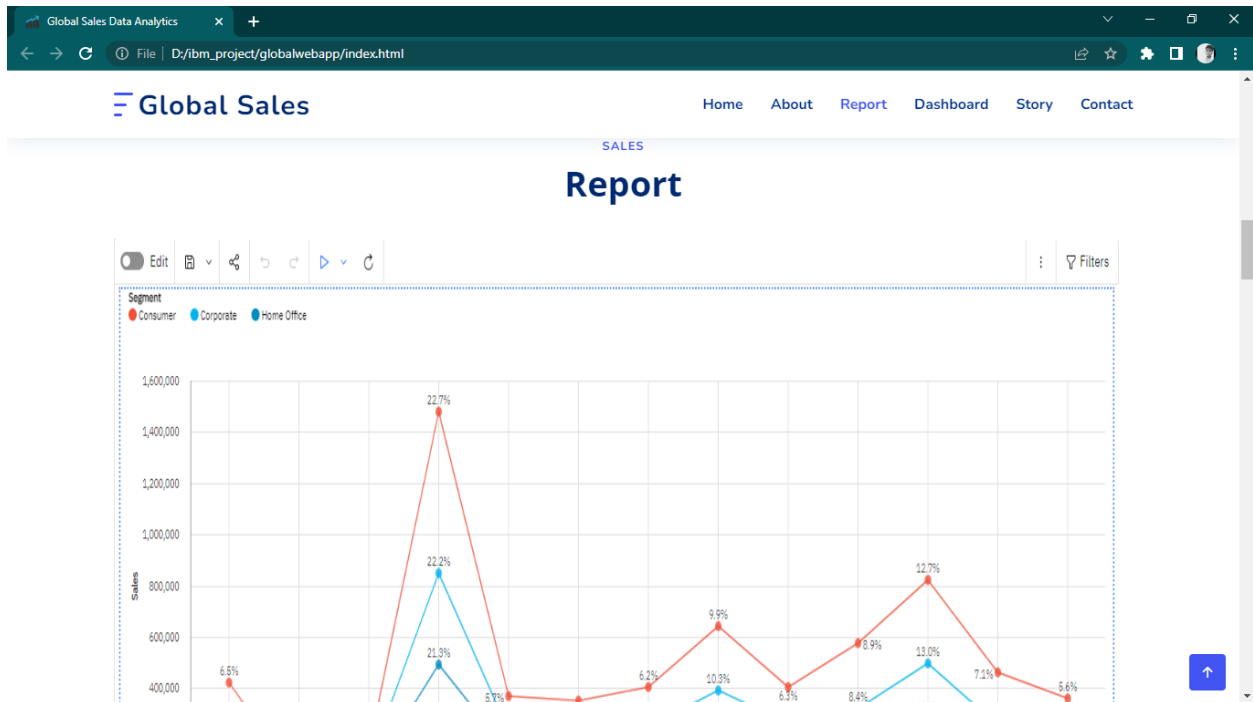 Global Sales Data Analytics
File D:/ibm_project/globalwebapp/index.html
Global Sales
Home About Report Dashboard Story Contact
SALES
Report
Edit
Filters
Segment
Consumer Corporate Home Office
1,600,000
22.7%
1,400,000
1,200,000
1,000,000
22.2%
12.7%
Sales
800,000
9.9%
600,000
8.9%
21.3%
13.0%
6.5%
6.2%
10.3%
7.1%
400,000
5.7%
6.3%
8.4%
5.6%